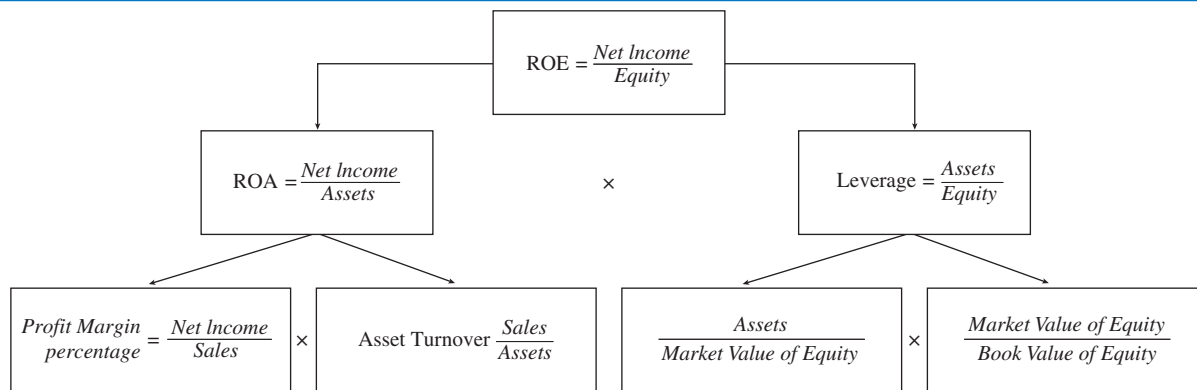 ROE = Net Income / Equity
ROA = Net Income / Assets
×
Leverage = Assets / Equity
Profit Margin percentage = Net Income / Sales
×
Asset Turnover Sales / Assets
Assets / Market Value of Equity
×
Market Value of Equity / Book Value of Equity